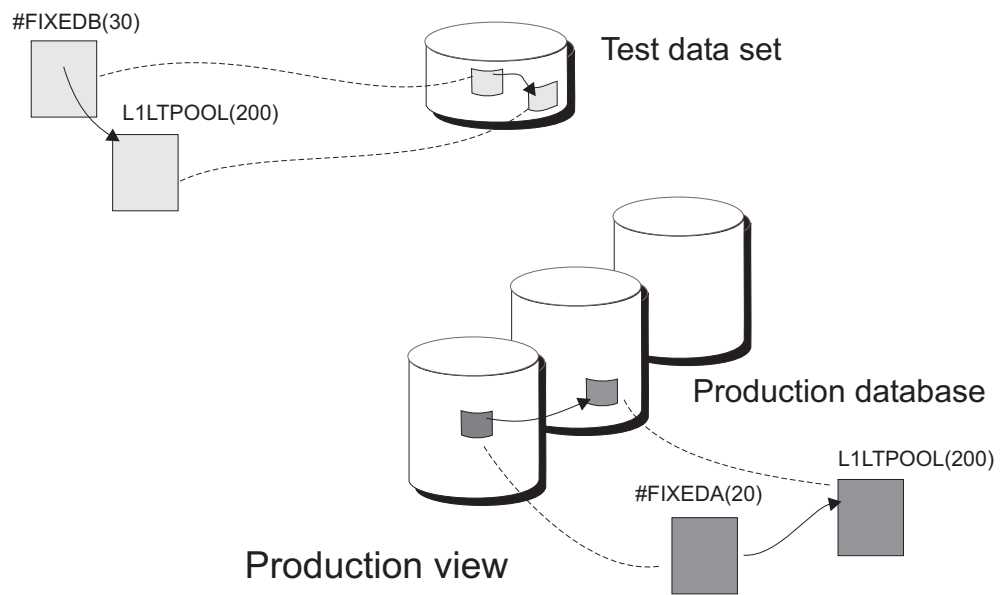 #FIXEDB(30)
Test data set
L1LTPOOL(200)
Production database
L1LTPOOL(200)
#FIXEDA(20)
Production view